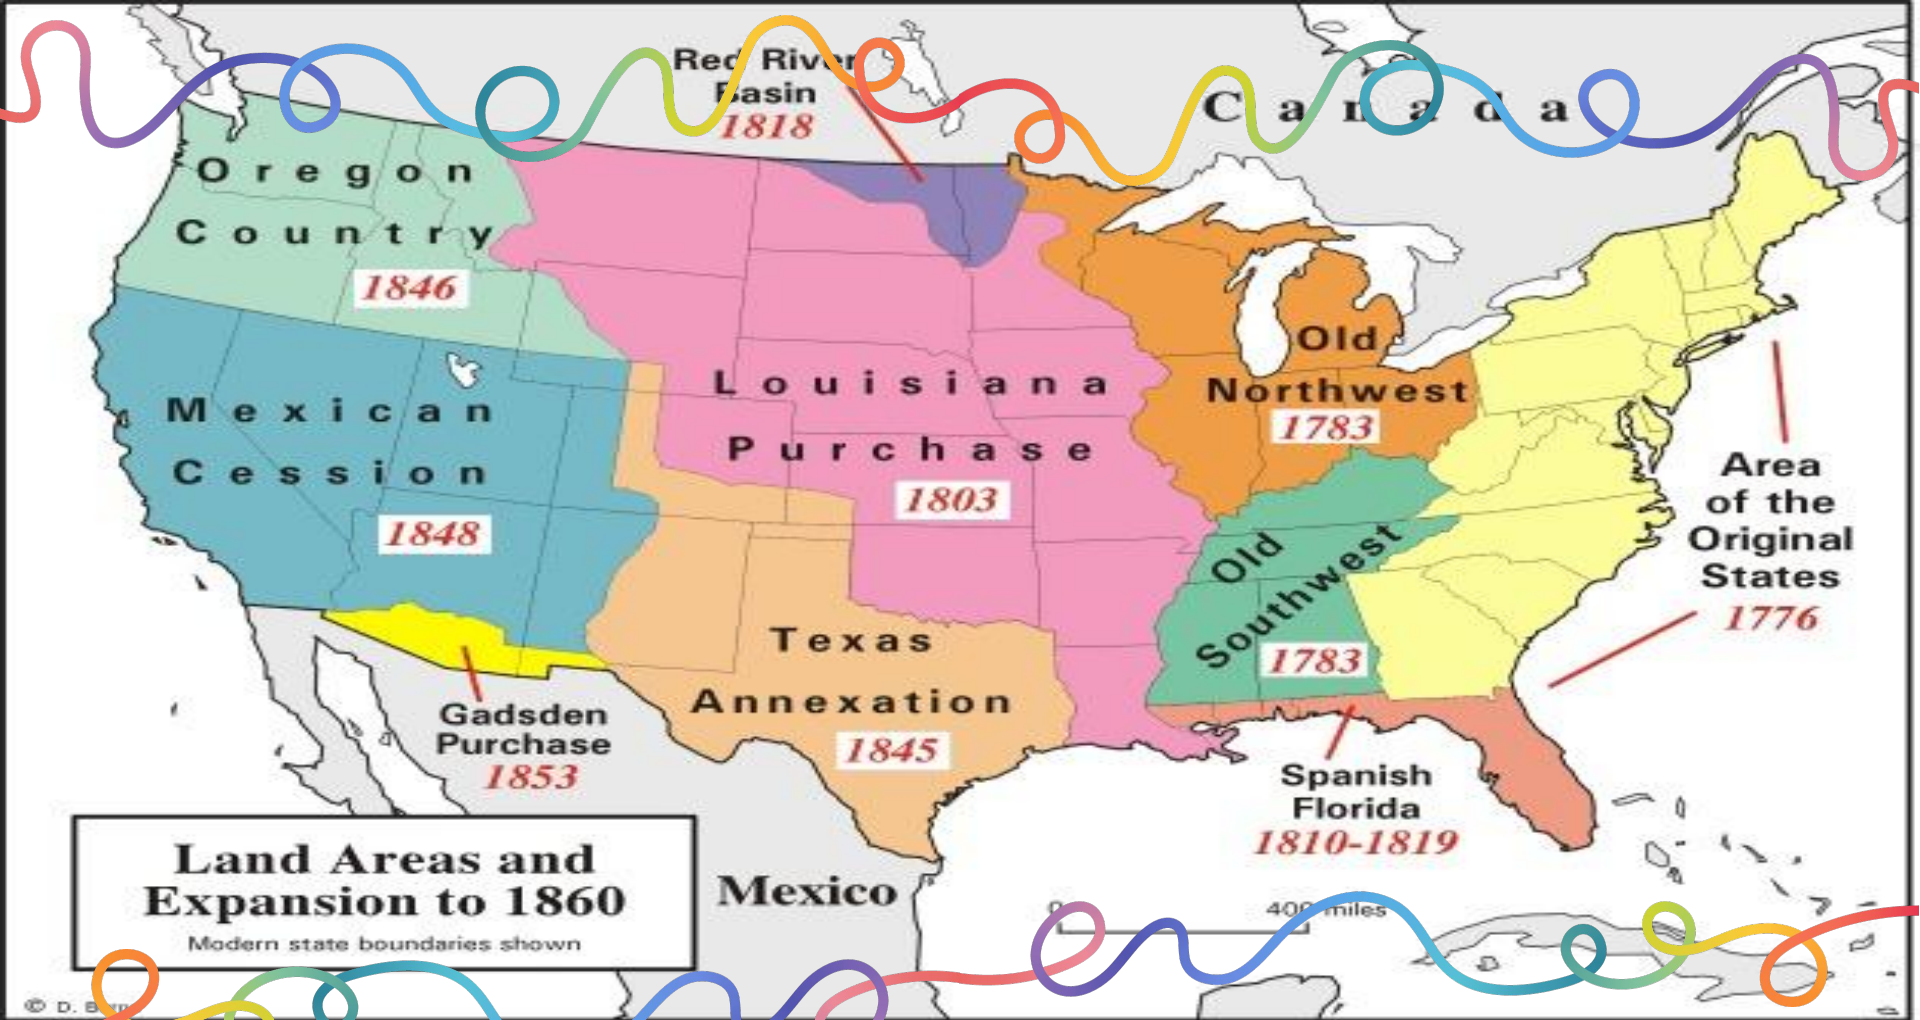 Red River
Basin
1818
Canada
Oregon
Country
1846
Old
Northwest
1783
Louisiana
Purchase
1803
Mexican
Cession
1848
Area
of the
Original
States
1776
Old
Southwest
1783
Texas
Annexation
1845
Gadsden
Purchase
1853
Spanish
Florida
1810-1819
Land Areas and
Expansion to 1860
Modern state boundaries shown
Mexico
0 400 miles
© D.